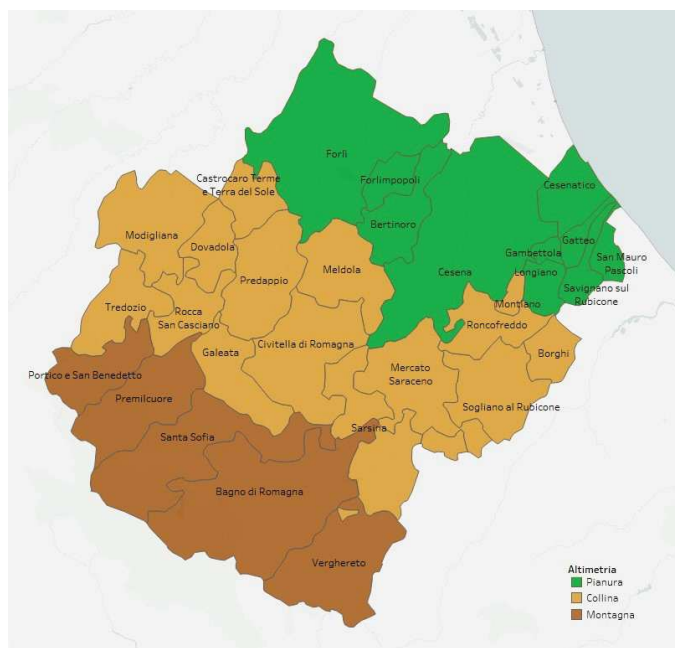 Forlì
Forlimpopoli
Castrocaro Terme
e Terra del Sole
Cesenatico
Bertinoro
Modigliana
Dovadola
Gatteo
Gambettola
San Mauro
Pascoli
Meldola
Cesena
Longiano
Predappio
Savignano sul
Rubicone
Tredozio
Rocca
San Casciano
Montiano
Roncofreddo
Civitella di Romagna
Galeata
Borghi
Mercato
Saraceno
Portico e San Benedetto
Premilcuore
Sogliano al Rubicone
Sarsina
Santa Sofia
Bagno di Romagna
Verghereto
Altimetria
Pianura
Collina
Montagna